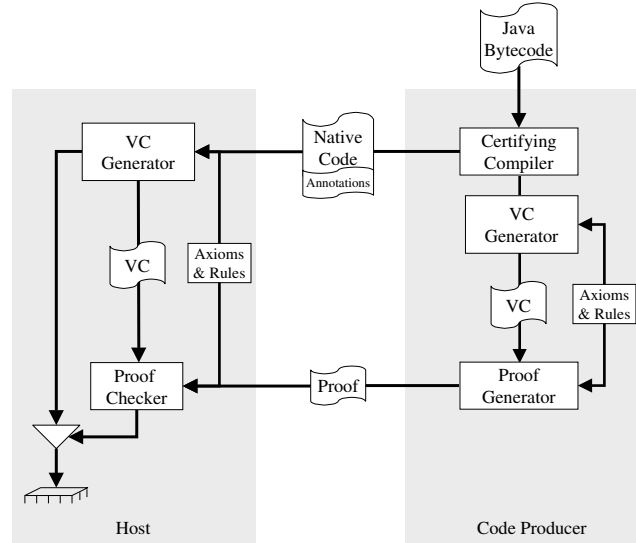 Java
Bytecode
VC
Generator
Native
Code
Annotations
Certifying
Compiler
VC
Generator
VC
Axioms
& Rules
VC
Axioms
& Rules
Proof
Checker
Proof
Proof
Generator
Host
Code Producer